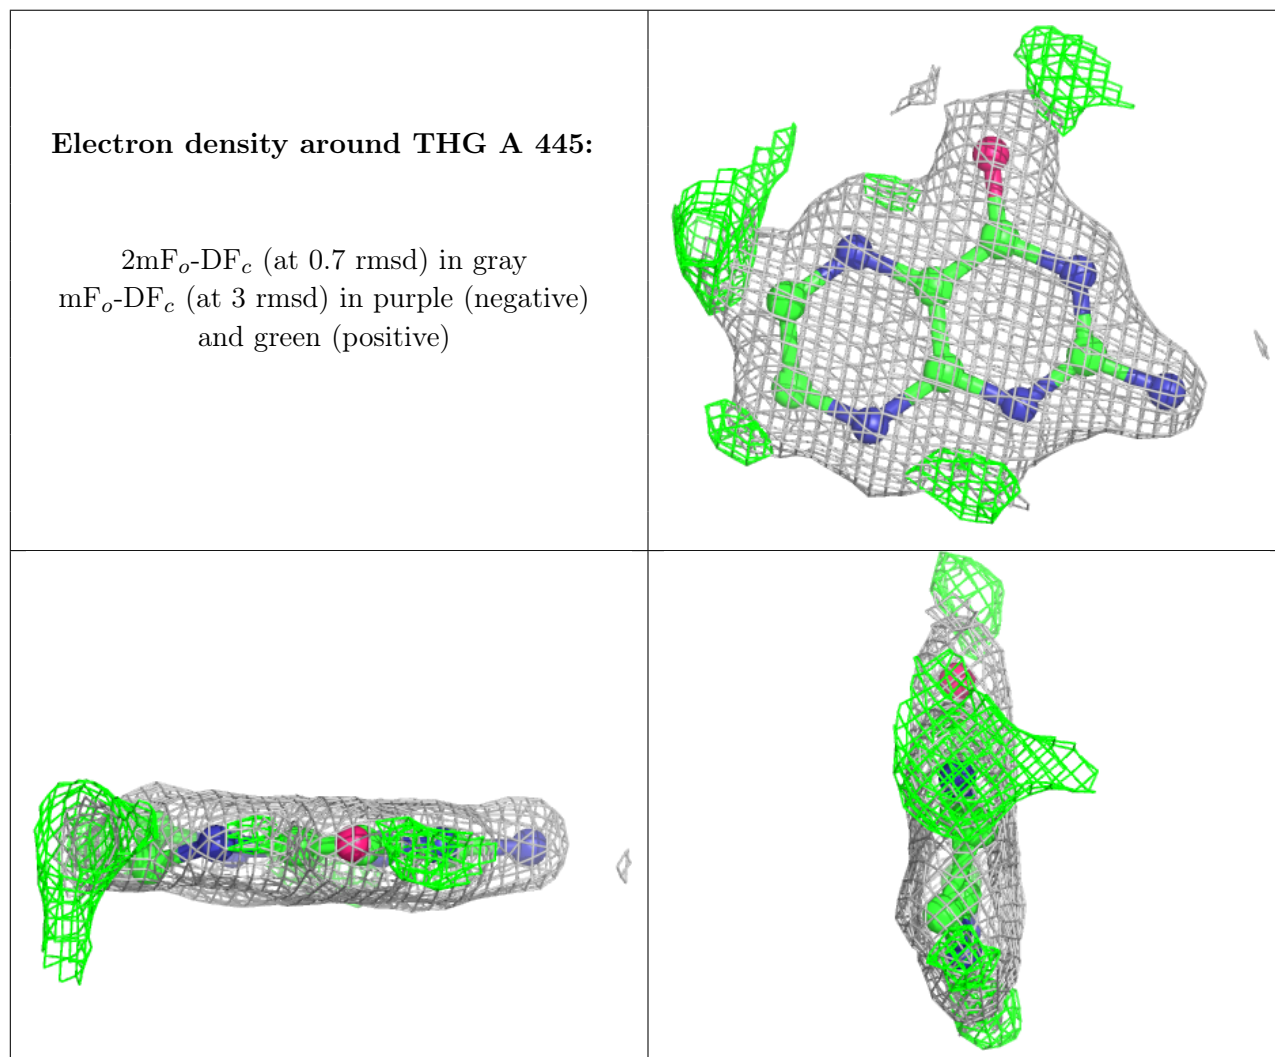 Electron density around THG A 445:
2mFₒ-DF𝒸 (at 0.7 rmsd) in gray
mFₒ-DF𝒸 (at 3 rmsd) in purple (negative)
and green (positive)